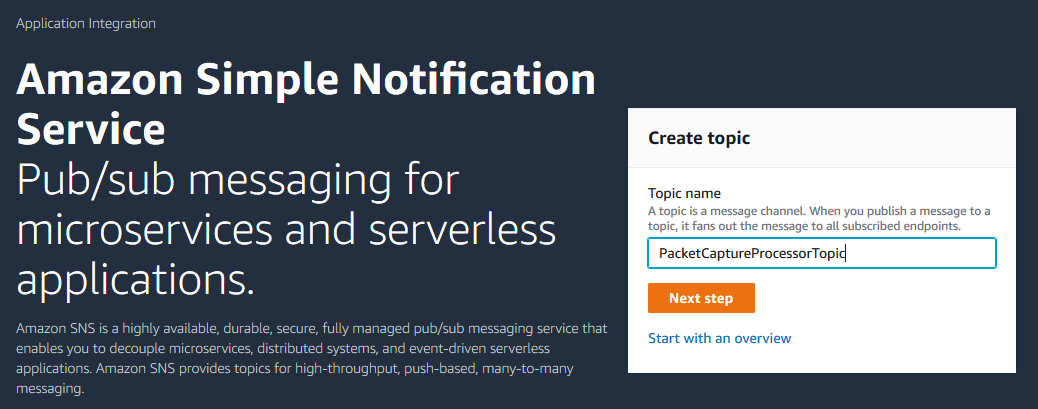 Application Integration
Amazon Simple Notification
Service
Pub/sub messaging for
microservices and serverless
applications.
Amazon SNS is a highly available, durable, secure, fully managed pub/sub messaging service that
enables you to decouple microservices, distributed systems, and event-driven serverless
applications. Amazon SNS provides topics for high-throughput, push-based, many-to-many
messaging.
Create topic
Topic name
A topic is a message channel. When you publish a message to a
topic, it fans out the message to all subscribed endpoints.
PacketCaptureProcessorTopic
Next step
Start with an overview